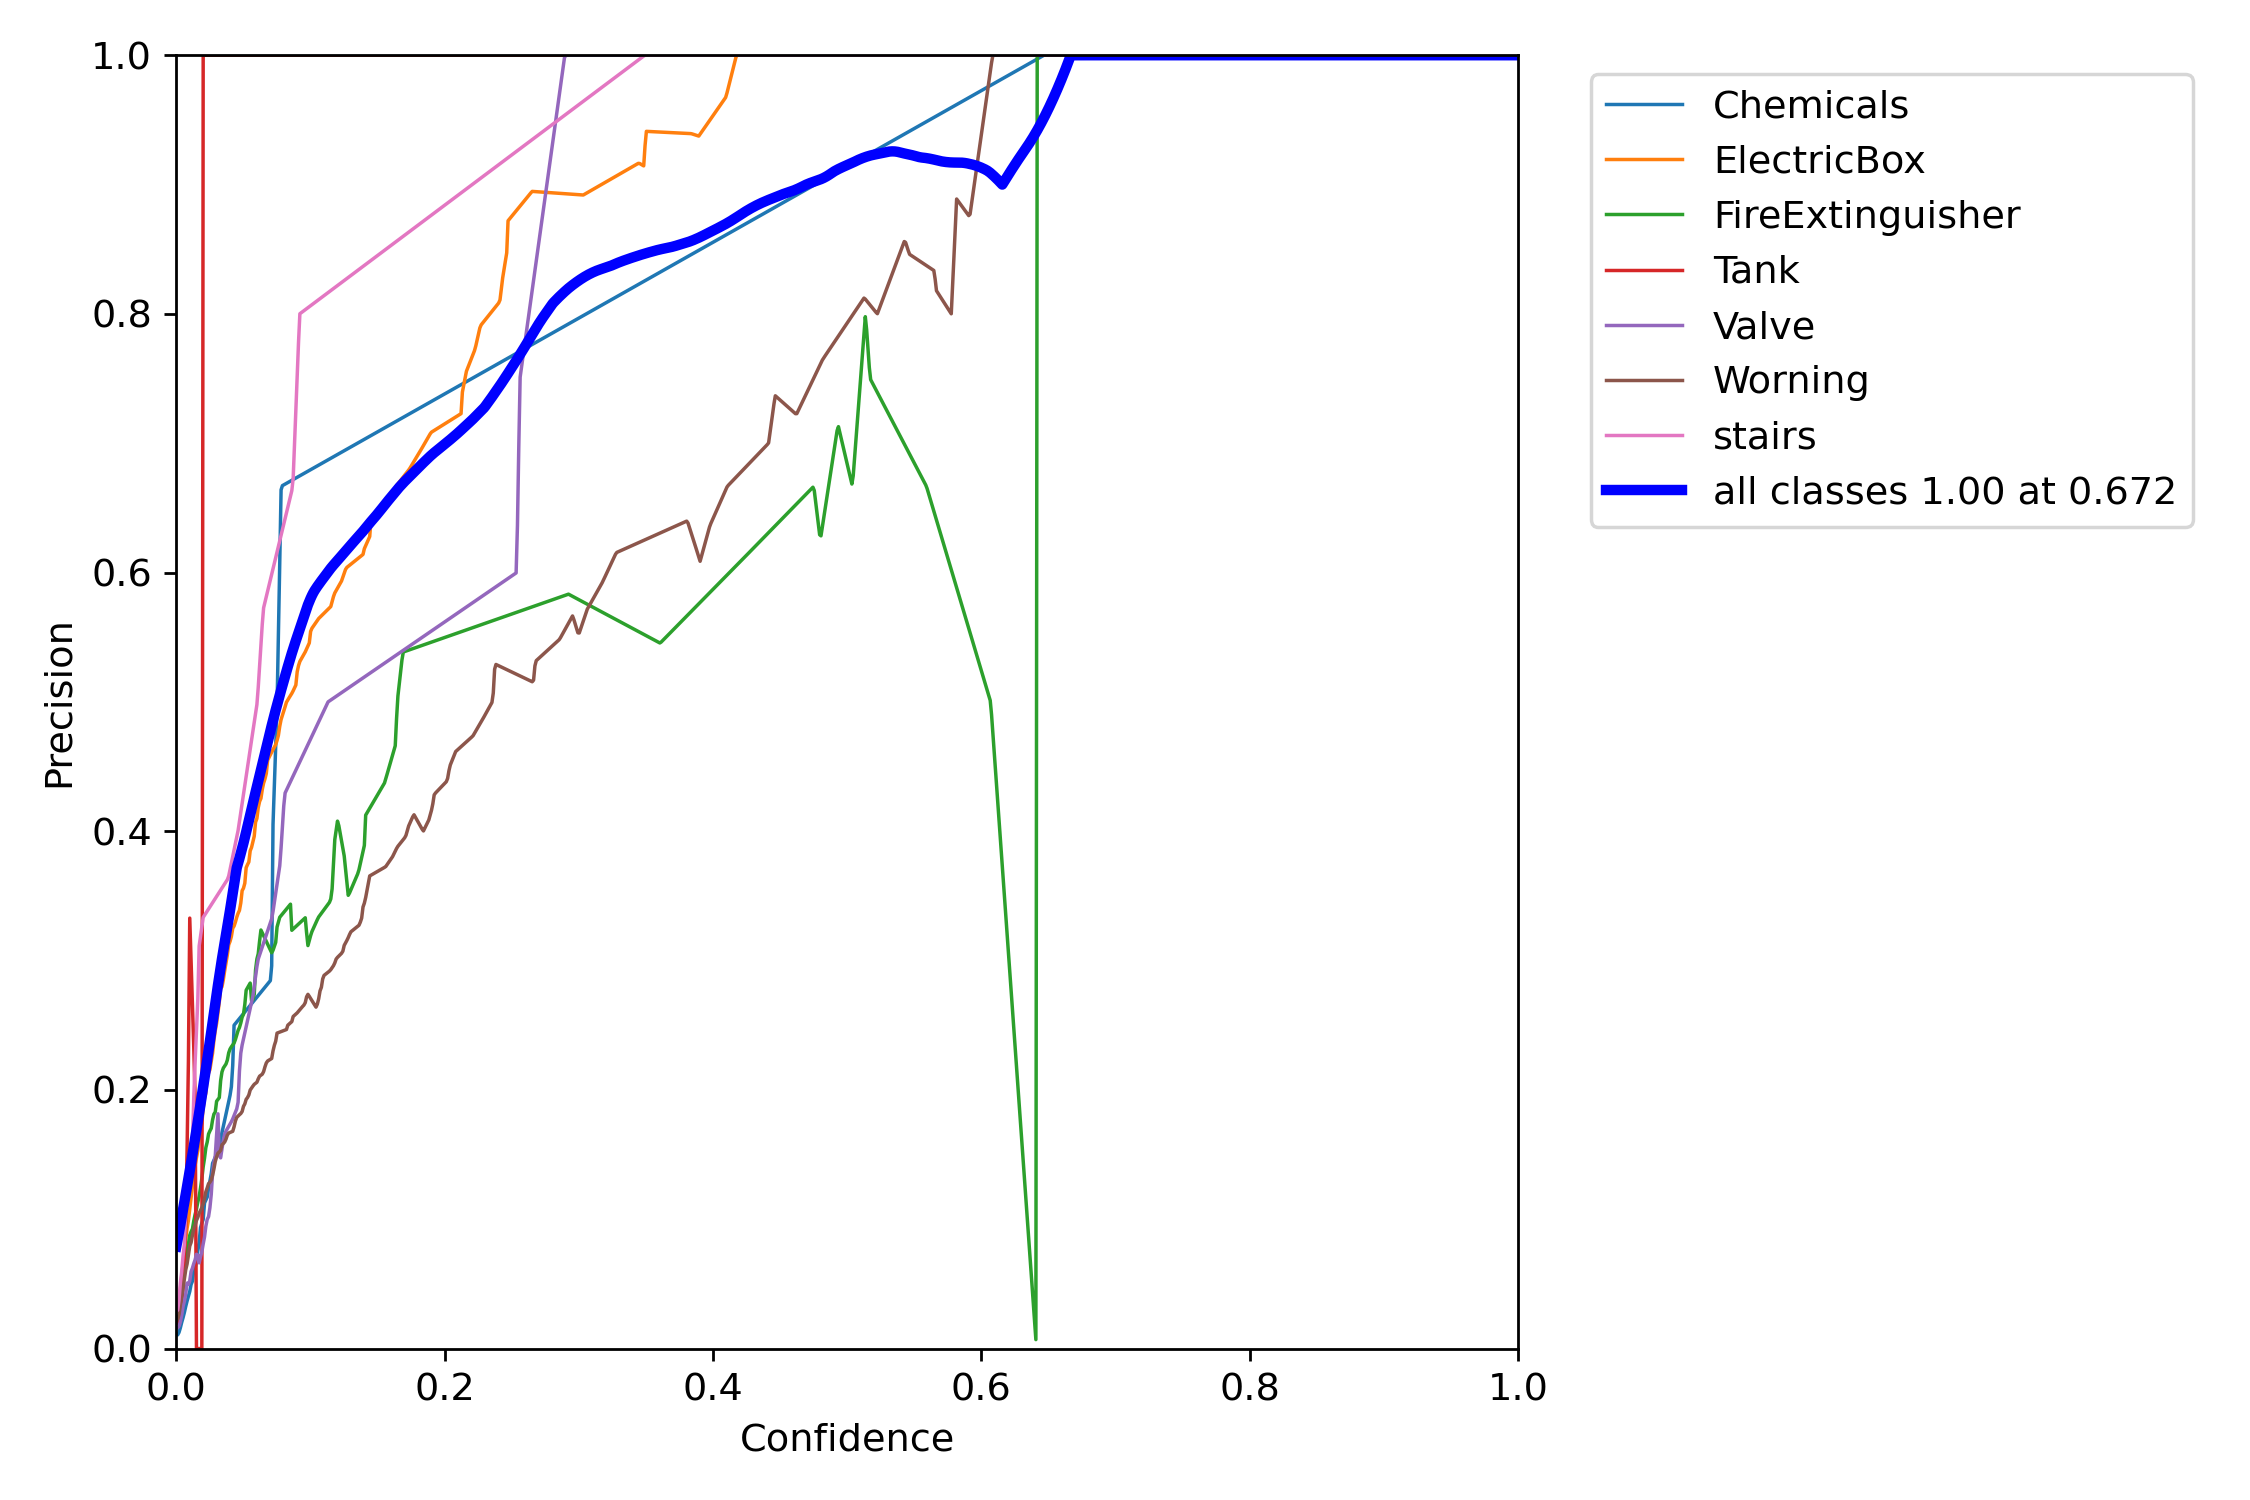 1.0
0.8
0.6
0.4
0.2
0.0
Precision
0.0 0.2 0.4 0.6 0.8 1.0
Confidence
Chemicals
ElectricBox
FireExtinguisher
Tank
Valve
Worning
stairs
all classes 1.00 at 0.672